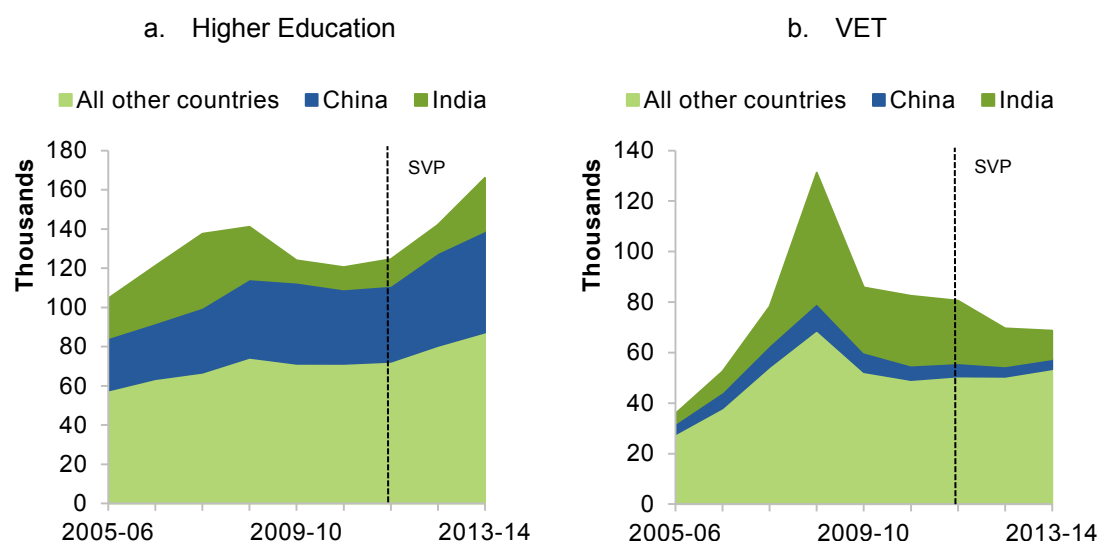 a. Higher Education
All other countries China India
Thousands
180
160
140
120
100
80
60
40
20
0
SVP
2005-06 2009-10 2013-14
b. VET
All other countries China India
Thousands
140
120
100
80
60
40
20
0
SVP
2005-06 2009-10 2013-14